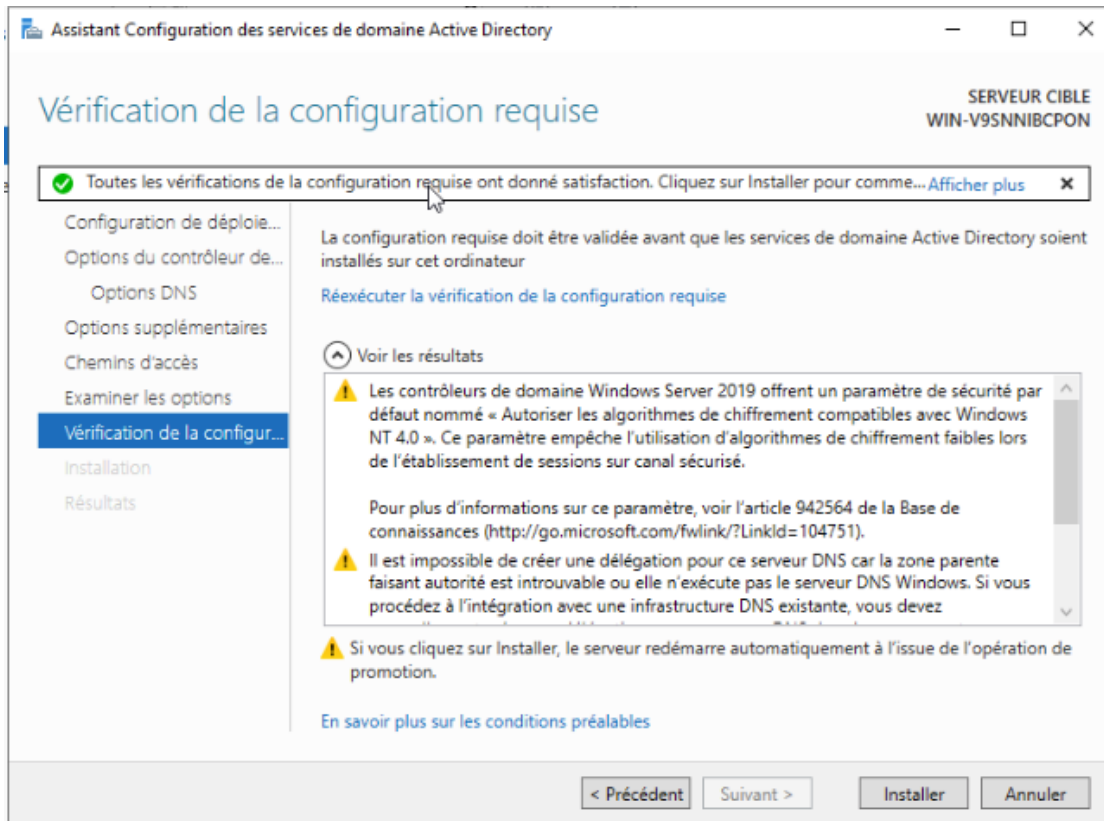 Assistant Configuration des services de domaine Active Directory
Vérification de la configuration requise
SERVEUR CIBLE
WIN-V9SNNIBCPON
Toutes les vérifications de la configuration requise ont donné satisfaction. Cliquez sur Installer pour comme... Afficher plus
Configuration de déploie...
Options du contrôleur de...
Options DNS
Options supplémentaires
Chemins d'accès
Examiner les options
Vérification de la configur...
Installation
Résultats
La configuration requise doit être validée avant que les services de domaine Active Directory soient
installés sur cet ordinateur
Réexécuter la vérification de la configuration requise
Voir les résultats
Les contrôleurs de domaine Windows Server 2019 offrent un paramètre de sécurité par
défaut nommé « Autoriser les algorithmes de chiffrement compatibles avec Windows
NT 4.0 ». Ce paramètre empêche l'utilisation d'algorithmes de chiffrement faibles lors
de l'établissement de sessions sur canal sécurisé.
Pour plus d'informations sur ce paramètre, voir l'article 942564 de la Base de
connaissances (http://go.microsoft.com/fwlink/?LinkId=104751).
Il est impossible de créer une délégation pour ce serveur DNS car la zone parente
faisant autorité est introuvable ou elle n'exécute pas le serveur DNS Windows. Si vous
procédez à l'intégration avec une infrastructure DNS existante, vous devez
Si vous cliquez sur Installer, le serveur redémarre automatiquement à l'issue de l'opération de
promotion.
En savoir plus sur les conditions préalables
< Précédent
Suivant >
Installer
Annuler